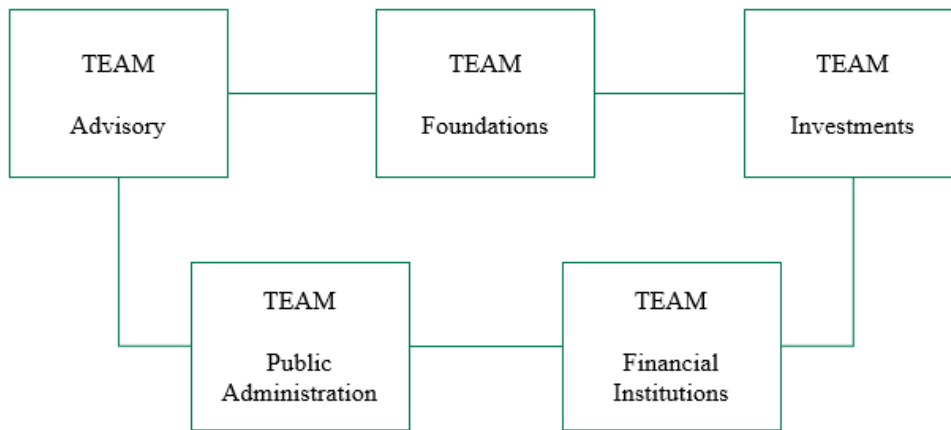 TEAM
Advisory
TEAM
Foundations
TEAM
Investments
TEAM
Public
Administration
TEAM
Financial
Institutions